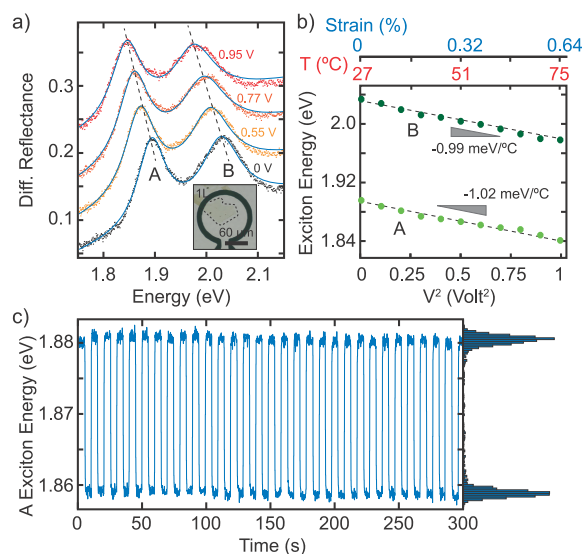 a)
Diff. Reflectance
0.3
0.2
0.1
0.95 V
0.77 V
0.55 V
0 V
A
B
1L
60 µm
1.8
1.9
2.0
2.1
Energy (eV)
b)
Strain (%)
0
0.32
0.64
T (ºC)
27
51
75
Exciton Energy (eV)
2.00
1.92
1.88
1.84
B
-0.99 meV/ºC
-1.02 meV/ºC
A
0
0.25
0.5
0.75
1
V² (Volt²)
c)
A Exciton Energy (eV)
1.88
1.87
1.86
0
50
100
150
200
250
300
Time (s)